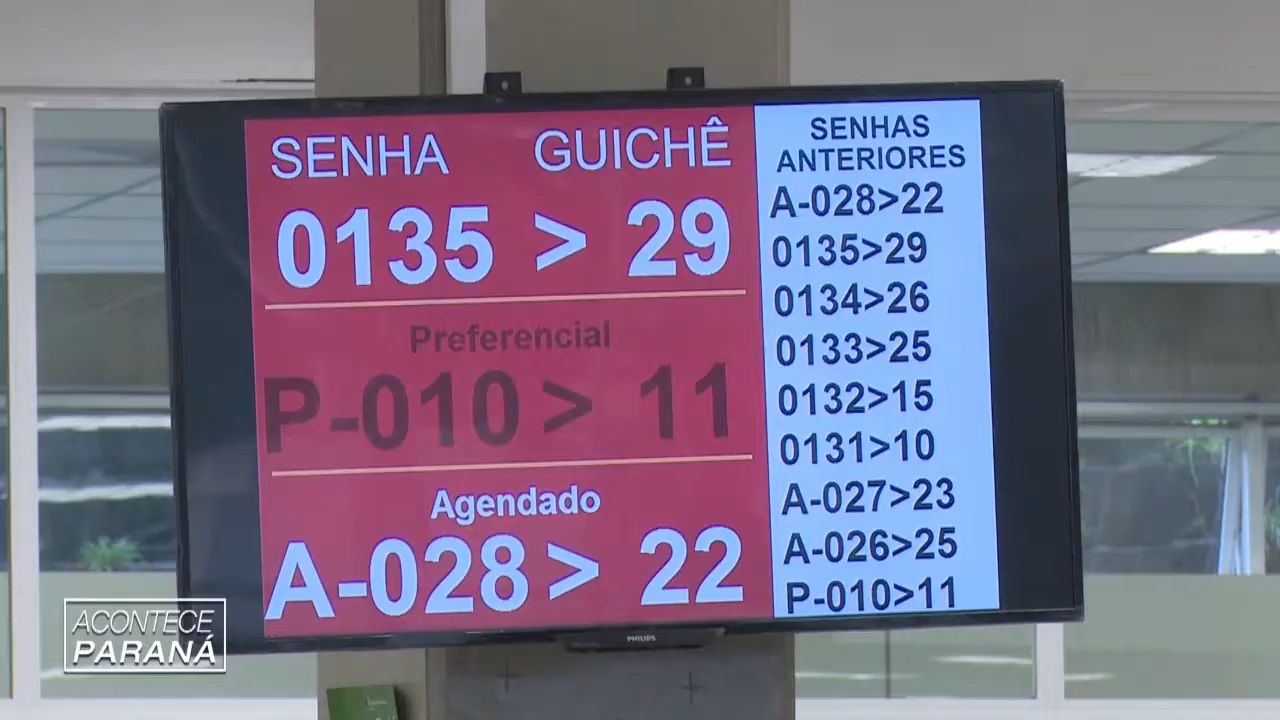 SENHA GUICHÊ
0135 > 29
Preferencial
P-010 > 11
Agendado
A-028 > 22
SENHAS
ANTERIORES
A-028>22
0135>29
0134>26
0133>25
0132>15
0131>10
A-027>23
A-026>25
P-010>11
PHILIPS
ACONTECE
PARANÁ